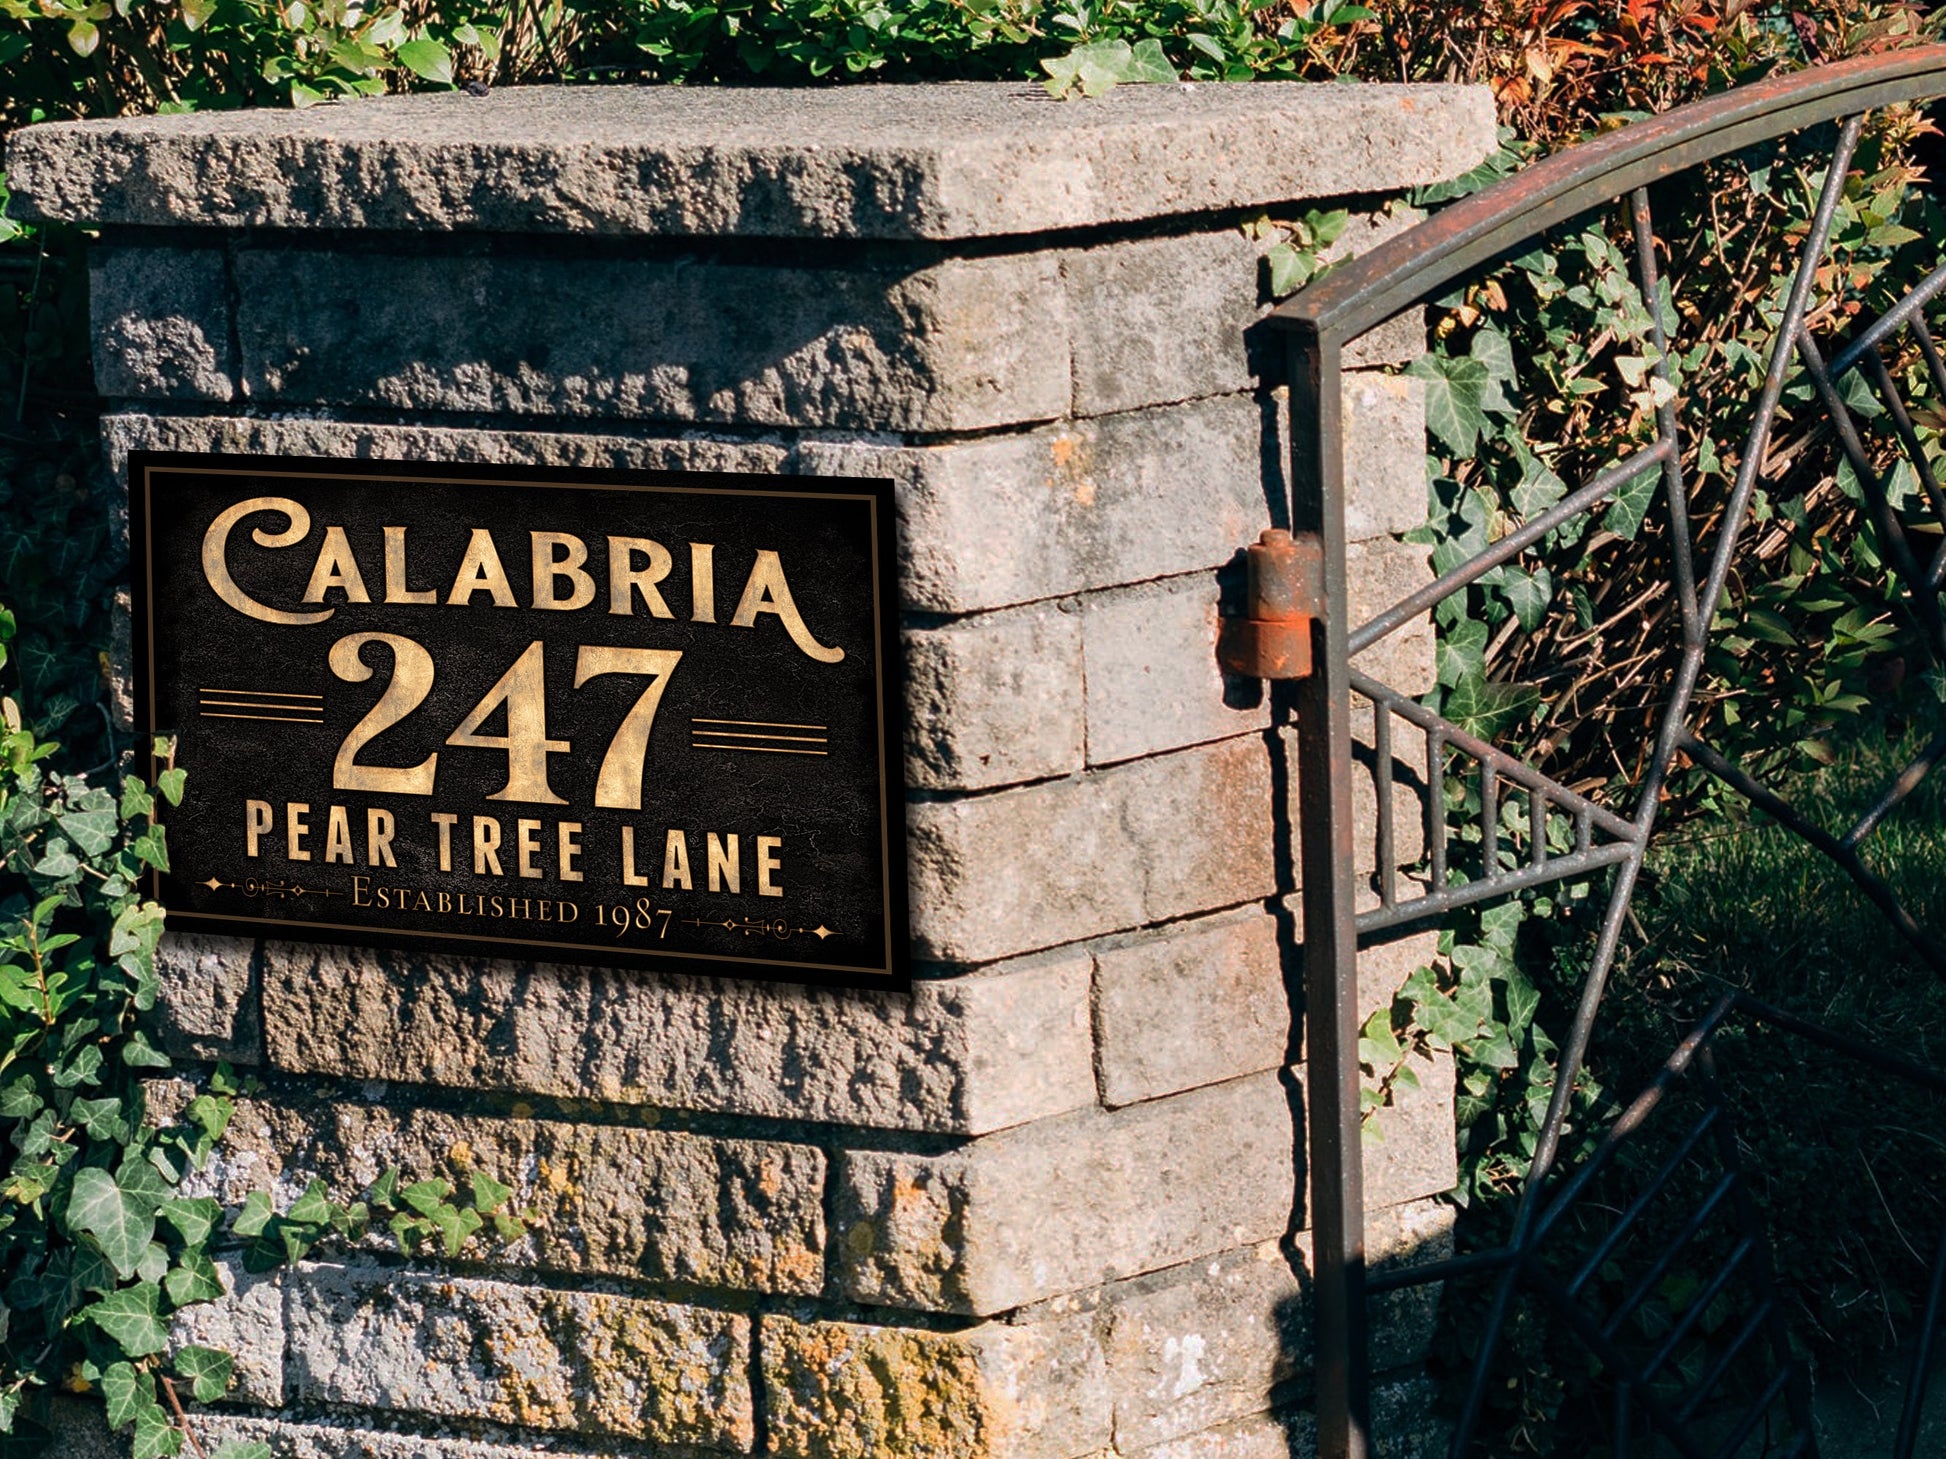 CALABRIA
247
PEAR TREE LANE
ESTABLISHED 1987